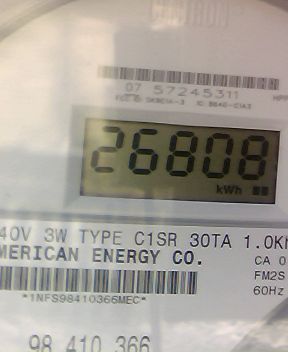 07 57245311
26808
kWh
40V 3W TYPE C1SR 30TA 1.0Kh
MERICAN ENERGY CO.
CA 0
FM2S
60Hz
*1NFS98410366MEC*
98 410 366